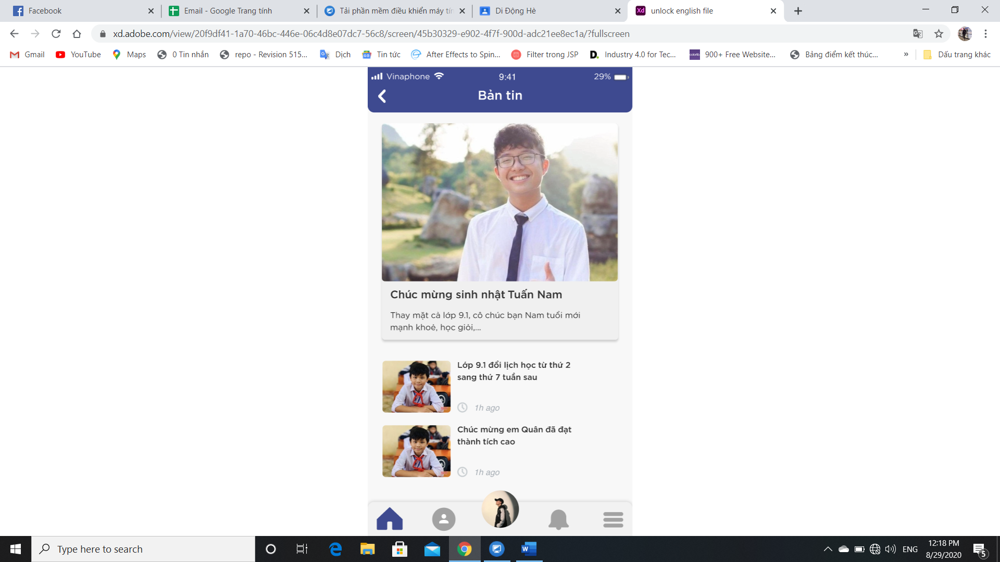 Facebook
Email - Google Trang tính
Tải phần mềm điều khiển máy tín
Di Động Hè
Xd unlock english file
xd.adobe.com/view/20f9df41-1a70-46bc-446e-06c4d8e07dc7-56c8/screen/45b30329-e902-4f7f-900d-adc21ee8ec1a/?fullscreen
Gmail
YouTube
Maps
0 Tin nhắn
repo - Revision 515...
Dịch
Tin tức
After Effects to Spin...
Filter trong JSP
D. Industry 4.0 for Tec...
900+ Free Website...
Bảng điểm kết thúc...
»
Dấu trang khác
Vinaphone
9:41
29%
Bản tin
Chúc mừng sinh nhật Tuấn Nam
Thay mặt cả lớp 9.1, cô chúc bạn Nam tuổi mới
mạnh khoẻ, học giỏi,...
Lớp 9.1 đổi lịch học từ thứ 2
sang thứ 7 tuần sau
1h ago
Chúc mừng em Quân đã đạt
thành tích cao
1h ago
Type here to search
ENG
12:18 PM
8/29/2020
5